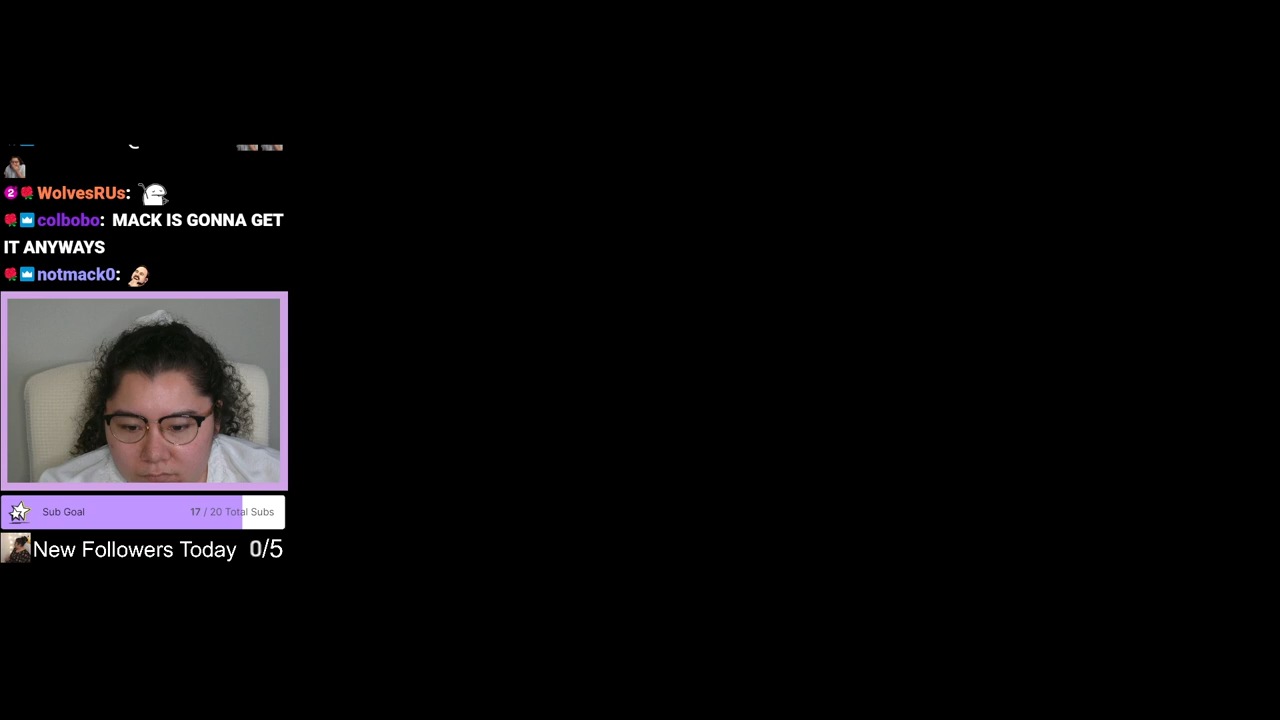 2 WolvesRUs:
colbobo: MACK IS GONNA GET
IT ANYWAYS
notmack0:
Sub Goal 17 / 20 Total Subs
New Followers Today 0/5